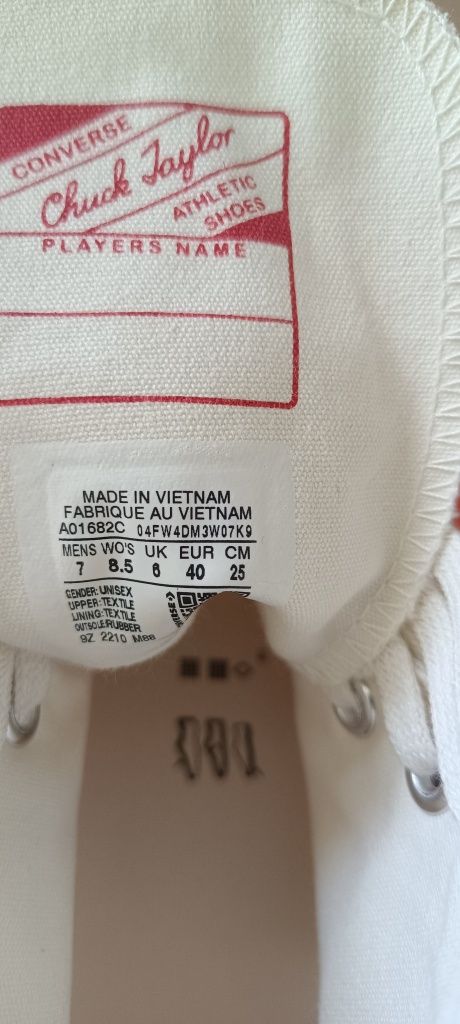 CONVERSE
Chuck Taylor
ATHLETIC
SHOES
PLAYERS NAME
MADE IN VIETNAM
FABRIQUE AU VIETNAM
A01682C 04FW4DM3W07K9
MENS WO'S UK EUR CM
7 8.5 6 40 25
GENDER: UNISEX
UPPER: TEXTILE
LINING: TEXTILE
OUTSOLE: RUBBER
9Z 2210 M88